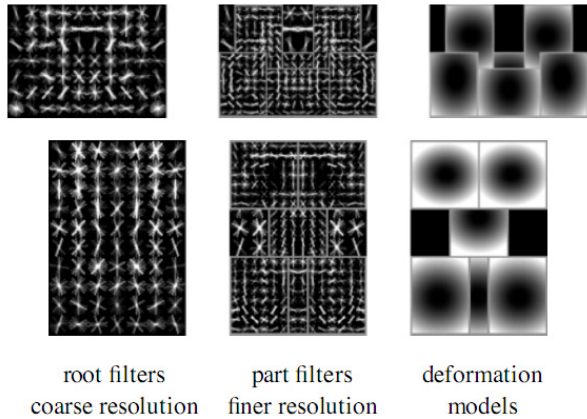 root filters
coarse resolution
part filters
finer resolution
deformation
models